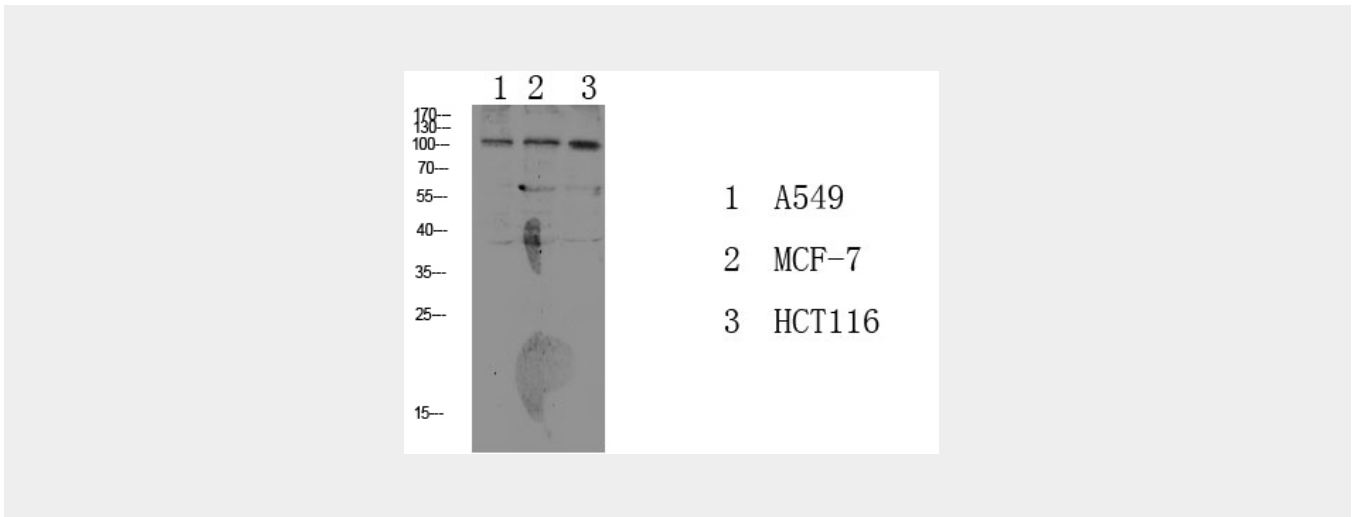 1 2 3
170---
130---
100---
70---
55---
40---
35---
25---
15---
1 A549
2 MCF-7
3 HCT116